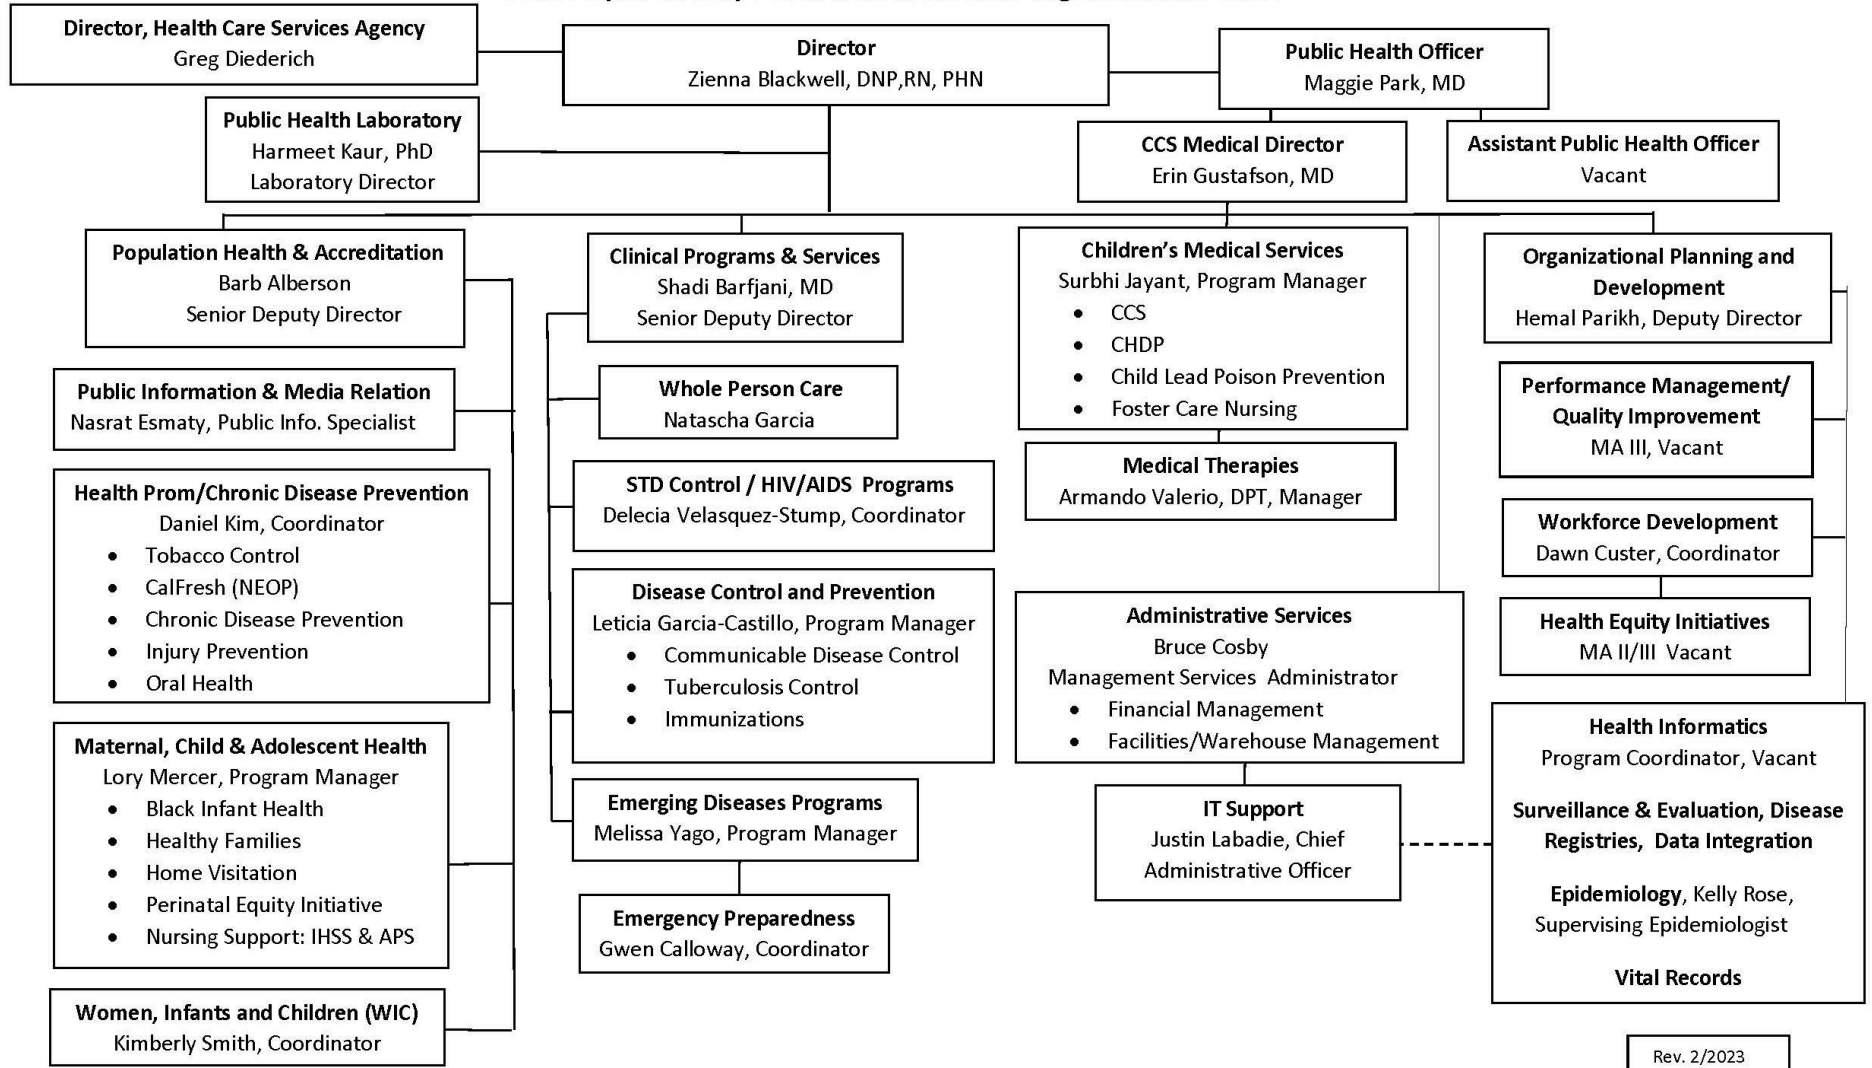 Director, Health Care Services Agency
Greg Diederich
Director
Zienna Blackwell, DNP,RN, PHN
Public Health Officer
Maggie Park, MD
Public Health Laboratory
Harmeet Kaur, PhD
Laboratory Director
CCS Medical Director
Erin Gustafson, MD
Assistant Public Health Officer
Vacant
Population Health & Accreditation
Barb Alberson
Senior Deputy Director
Public Information & Media Relation
Nasrat Esmaty, Public Info. Specialist
Health Prom/Chronic Disease Prevention
Daniel Kim, Coordinator
• Tobacco Control
• CalFresh (NEOP)
• Chronic Disease Prevention
• Injury Prevention
• Oral Health
Maternal, Child & Adolescent Health
Lory Mercer, Program Manager
• Black Infant Health
• Healthy Families
• Home Visitation
• Perinatal Equity Initiative
• Nursing Support: IHSS & APS
Women, Infants and Children (WIC)
Kimberly Smith, Coordinator
Clinical Programs & Services
Shadi Barfjani, MD
Senior Deputy Director
Whole Person Care
Natascha Garcia
STD Control / HIV/AIDS Programs
Delecia Velasquez-Stump, Coordinator
Disease Control and Prevention
Leticia Garcia-Castillo, Program Manager
• Communicable Disease Control
• Tuberculosis Control
• Immunizations
Emerging Diseases Programs
Melissa Yago, Program Manager
Emergency Preparedness
Gwen Calloway, Coordinator
Children’s Medical Services
Surbhi Jayant, Program Manager
• CCS
• CHDP
• Child Lead Poison Prevention
• Foster Care Nursing
Medical Therapies
Armando Valerio, DPT, Manager
Administrative Services
Bruce Cosby
Management Services Administrator
• Financial Management
• Facilities/Warehouse Management
IT Support
Justin Labadie, Chief
Administrative Officer
Organizational Planning and
Development
Hemal Parikh, Deputy Director
Performance Management/
Quality Improvement
MA III, Vacant
Workforce Development
Dawn Custer, Coordinator
Health Equity Initiatives
MA II/III Vacant
Health Informatics
Program Coordinator, Vacant
Surveillance & Evaluation, Disease
Registries, Data Integration
Epidemiology, Kelly Rose,
Supervising Epidemiologist
Vital Records
Rev. 2/2023